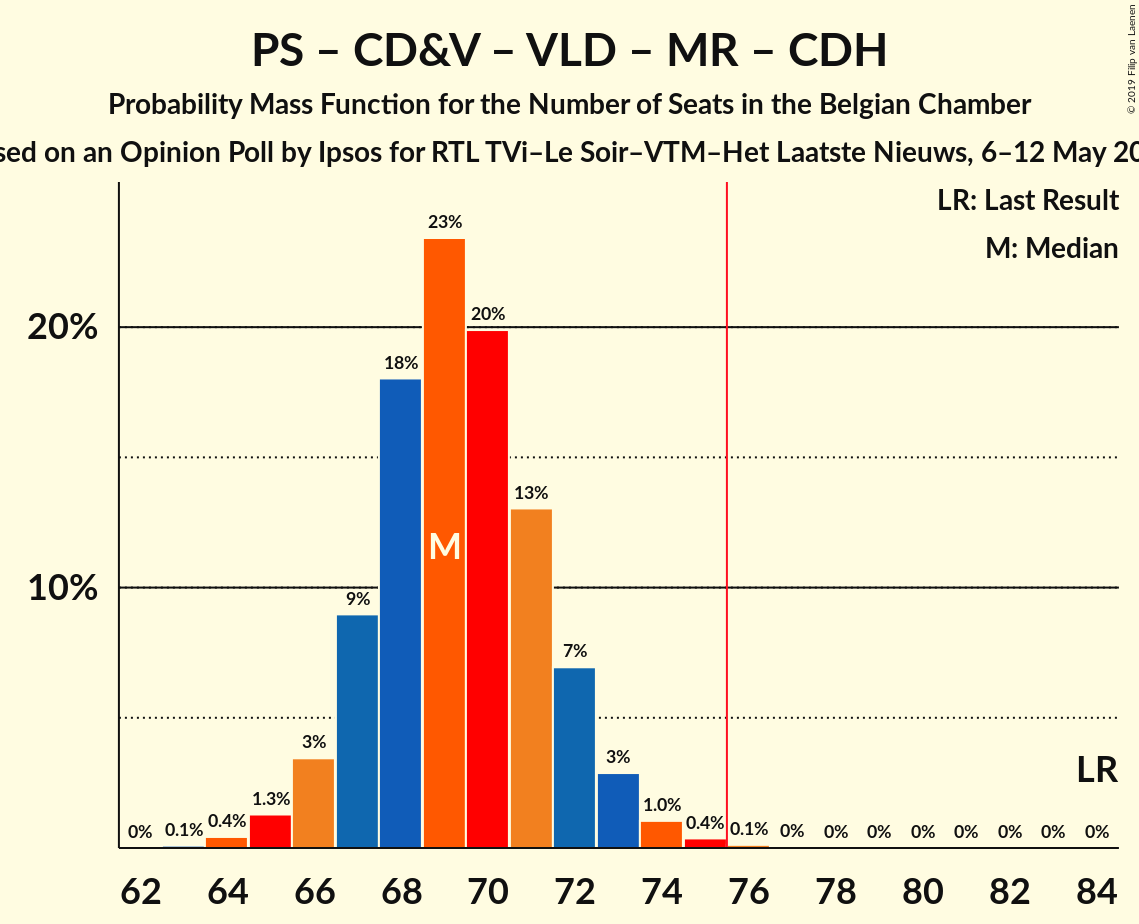 PS – CD&V – VLD – MR – CDH
Probability Mass Function for the Number of Seats in the Belgian Chamber
sed on an Opinion Poll by Ipsos for RTL TVi–Le Soir–VTM–Het Laatste Nieuws, 6–12 May 20
© 2019 Filip van Laenen
LR: Last Result
M: Median
20%
10%
0% 0.1% 0.4% 1.3% 3% 9% 18% 23% 20% 13% 7% 3% 1.0% 0.4% 0.1% 0% 0% 0% 0% 0% 0% 0% 0%
M
LR
62 64 66 68 70 72 74 76 78 80 82 84